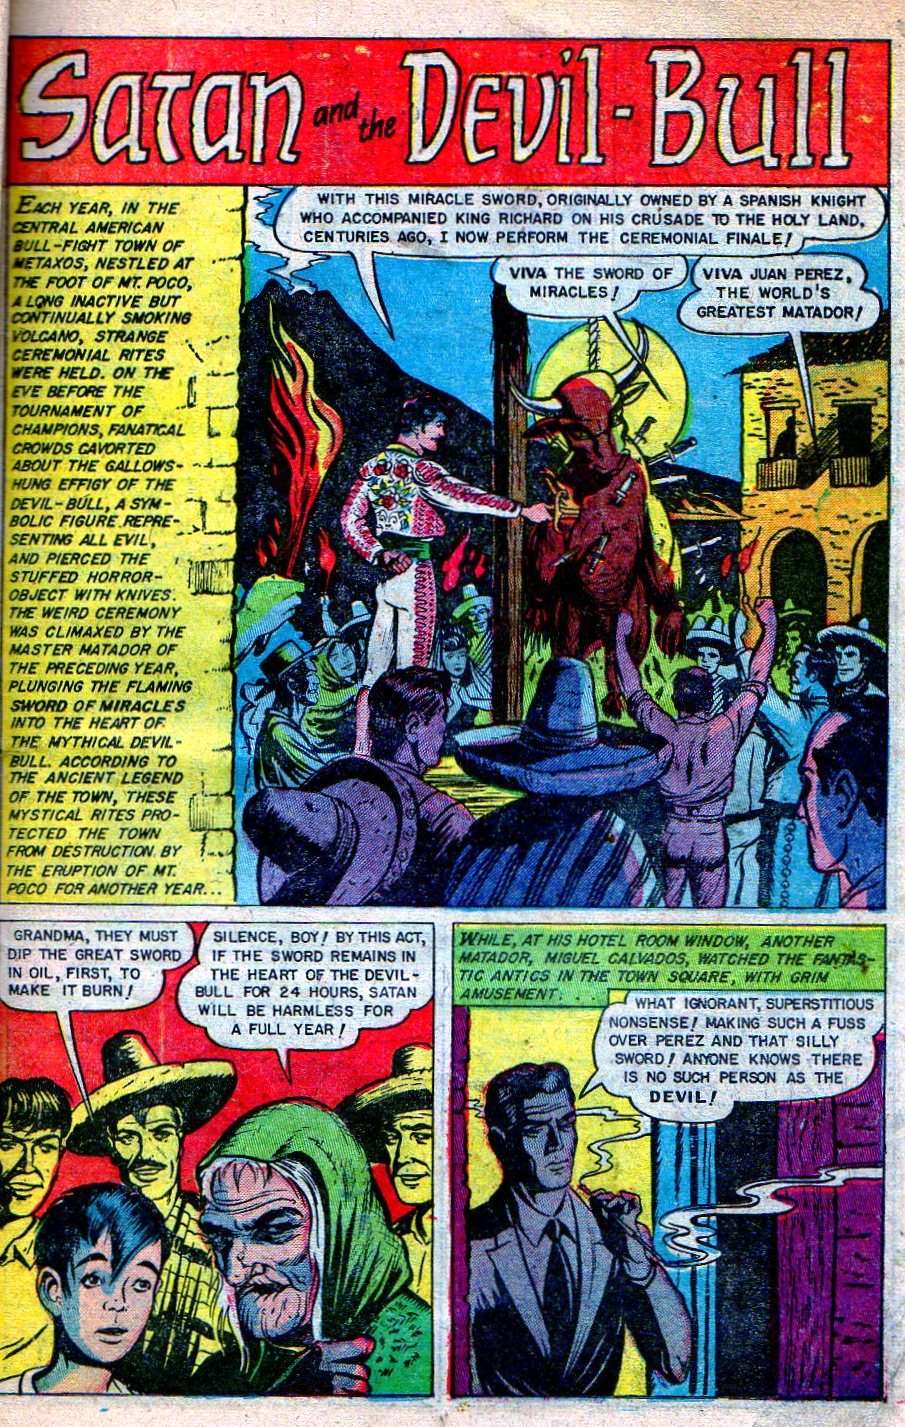 Satan and the Devil-Bull
EACH YEAR, IN THE
CENTRAL AMERICAN
BULL-FIGHT TOWN OF
METAXOS, NESTLED AT
THE FOOT OF MT. POCO,
A LONG INACTIVE BUT
CONTINUALLY SMOKING
VOLCANO, STRANGE
CEREMONIAL RITES
WERE HELD. ON THE
EVE BEFORE THE
TOURNAMENT OF
CHAMPIONS, FANATICAL
CROWDS CAVORTED
ABOUT THE GALLOWS-
HUNG EFFIGY OF THE
DEVIL-BULL, A SYM-
BOLIC FIGURE REPRE-
SENTING ALL EVIL,
AND PIERCED THE
STUFFED HORROR-
OBJECT WITH KNIVES.
THE WEIRD CEREMONY
WAS CLIMAXED BY THE
MASTER MATADOR OF
THE PRECEDING YEAR,
PLUNGING THE FLAMING
SWORD OF MIRACLES
INTO THE HEART OF
THE MYTHICAL DEVIL-
BULL. ACCORDING TO
THE ANCIENT LEGEND
OF THE TOWN, THESE
MYSTICAL RITES PRO-
TECTED THE TOWN
FROM DESTRUCTION BY
THE ERUPTION OF MT.
POCO FOR ANOTHER YEAR...
WITH THIS MIRACLE SWORD, ORIGINALLY OWNED BY A SPANISH KNIGHT
WHO ACCOMPANIED KING RICHARD ON HIS CRUSADE TO THE HOLY LAND,
CENTURIES AGO, I NOW PERFORM THE CEREMONIAL FINALE!
VIVA THE SWORD OF
MIRACLES!
VIVA JUAN PEREZ,
THE WORLD'S
GREATEST MATADOR!
GRANDMA, THEY MUST
DIP THE GREAT SWORD
IN OIL, FIRST, TO
MAKE IT BURN!
SILENCE, BOY! BY THIS ACT,
IF THE SWORD REMAINS IN
THE HEART OF THE DEVIL-
BULL FOR 24 HOURS, SATAN
WILL BE HARMLESS FOR
A FULL YEAR!
WHILE, AT HIS HOTEL ROOM WINDOW, ANOTHER
MATADOR, MIGUEL CALVADOS, WATCHED THE FANTAS-
TIC ANTICS IN THE TOWN SQUARE, WITH GRIM
AMUSEMENT...
WHAT IGNORANT, SUPERSTITIOUS
NONSENSE! MAKING SUCH A FUSS
OVER PEREZ AND THAT SILLY
SWORD! ANYONE KNOWS THERE
IS NO SUCH PERSON AS THE
DEVIL!